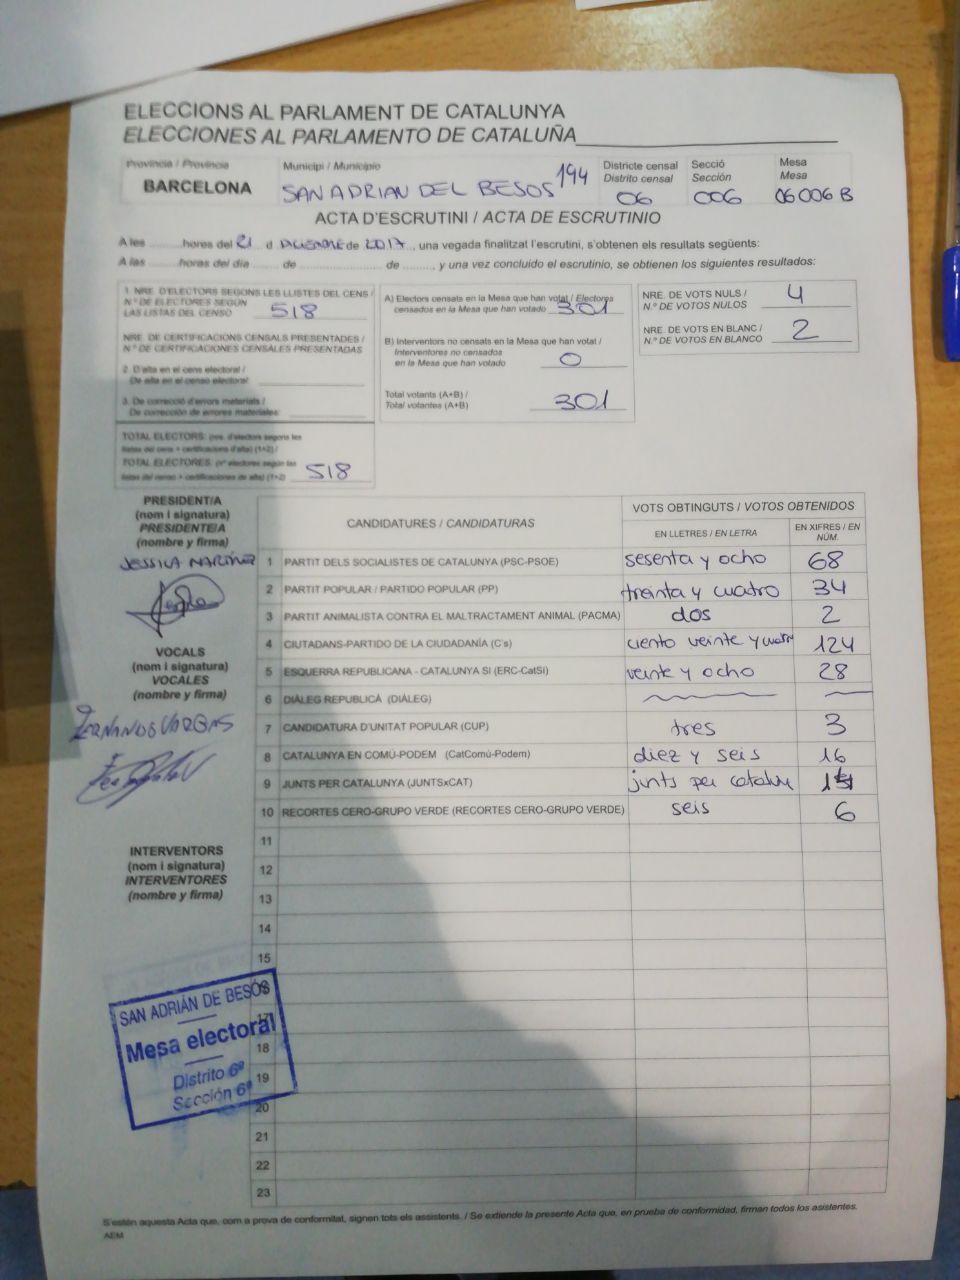 ELECCIONS AL PARLAMENT DE CATALUNYA
ELECCIONES AL PARLAMENTO DE CATALUÑA
Província / Provincia
BARCELONA
Municipi / Municipio
SAN ADRIAN DEL BESOS 194
Districte censal
Distrito censal
06
Secció
Sección
006
Mesa
Mesa
06 006 B
ACTA D'ESCRUTINI / ACTA DE ESCRUTINIO
A les ......... hores del 21 d DICIEMBRE de 2017, una vegada finalitzat l'escrutini, s'obtenen els resultats següents:
A las ......... horas del día ....... de ................. de ........, y una vez concluido el escrutinio, se obtienen los siguientes resultados:
1 NRE. D'ELECTORS SEGONS LES LLISTES DEL CENS /
N.º DE ELECTORES SEGÚN
LAS LISTAS DEL CENSO 518
NRE. DE CERTIFICACIONS CENSALS PRESENTADES /
N.º DE CERTIFICACIONES CENSALES PRESENTADAS
2. D'alta en el cens electoral /
De alta en el censo electoral
3. De correcció d'errors materials /
De corrección de errores materiales:
TOTAL ELECTORS: (nre. d'electors segons les
llistes del cens + certificacions d'alta) (1+2) /
TOTAL ELECTORES: (nº electores según las
listas del censo + certificaciones de alta) (1+2) 518
A) Electors censats en la Mesa que han votat / Electores
censados en la Mesa que han votado 301
B) Interventors no censats en la Mesa que han votat /
Interventores no censados
en la Mesa que han votado 0
Total votants (A+B) /
Total votantes (A+B) 301
NRE. DE VOTS NULS /
N.º DE VOTOS NULOS 4
NRE. DE VOTS EN BLANC /
N.º DE VOTOS EN BLANCO 2
PRESIDENT/A
(nom i signatura)
PRESIDENTE/A
(nombre y firma)
JESSICA
VOCALS
(nom i signatura)
VOCALES
(nombre y firma)
FERNANDO VARGAS
INTERVENTORS
(nom i signatura)
INTERVENTORES
(nombre y firma)
CANDIDATURES / CANDIDATURAS
VOTS OBTINGUTS / VOTOS OBTENIDOS
EN LLETRES / EN LETRA
EN XIFRES / EN NÚM.
1 PARTIT DELS SOCIALISTES DE CATALUNYA (PSC-PSOE) sesenta y ocho 68
2 PARTIT POPULAR / PARTIDO POPULAR (PP) treinta y cuatro 34
3 PARTIT ANIMALISTA CONTRA EL MALTRACTAMENT ANIMAL (PACMA) dos 2
4 CIUTADANS-PARTIDO DE LA CIUDADANÍA (C's) ciento veinte y cuatro 124
5 ESQUERRA REPUBLICANA - CATALUNYA SÍ (ERC-CatSí) veinte y ocho 28
6 DIÀLEG REPUBLICÀ (DIÀLEG)
7 CANDIDATURA D'UNITAT POPULAR (CUP) tres 3
8 CATALUNYA EN COMÚ-PODEM (CatComú-Podem) diez y seis 16
9 JUNTS PER CATALUNYA (JUNTSxCAT) junts per
10 RECORTES CERO-GRUPO VERDE (RECORTES CERO-GRUPO VERDE) seis 6
11
12
13
14
15
17
18
19
20
21
22
23
SAN ADRIÁN DE BESÓS
Mesa electoral
Distrito 6º
Sección 6ª
S'estén aquesta Acta que, com a prova de conformitat, signen tots els assistents. / Se extiende la presente Acta que, en prueba de conformidad, firman todos los asistentes.
AEM